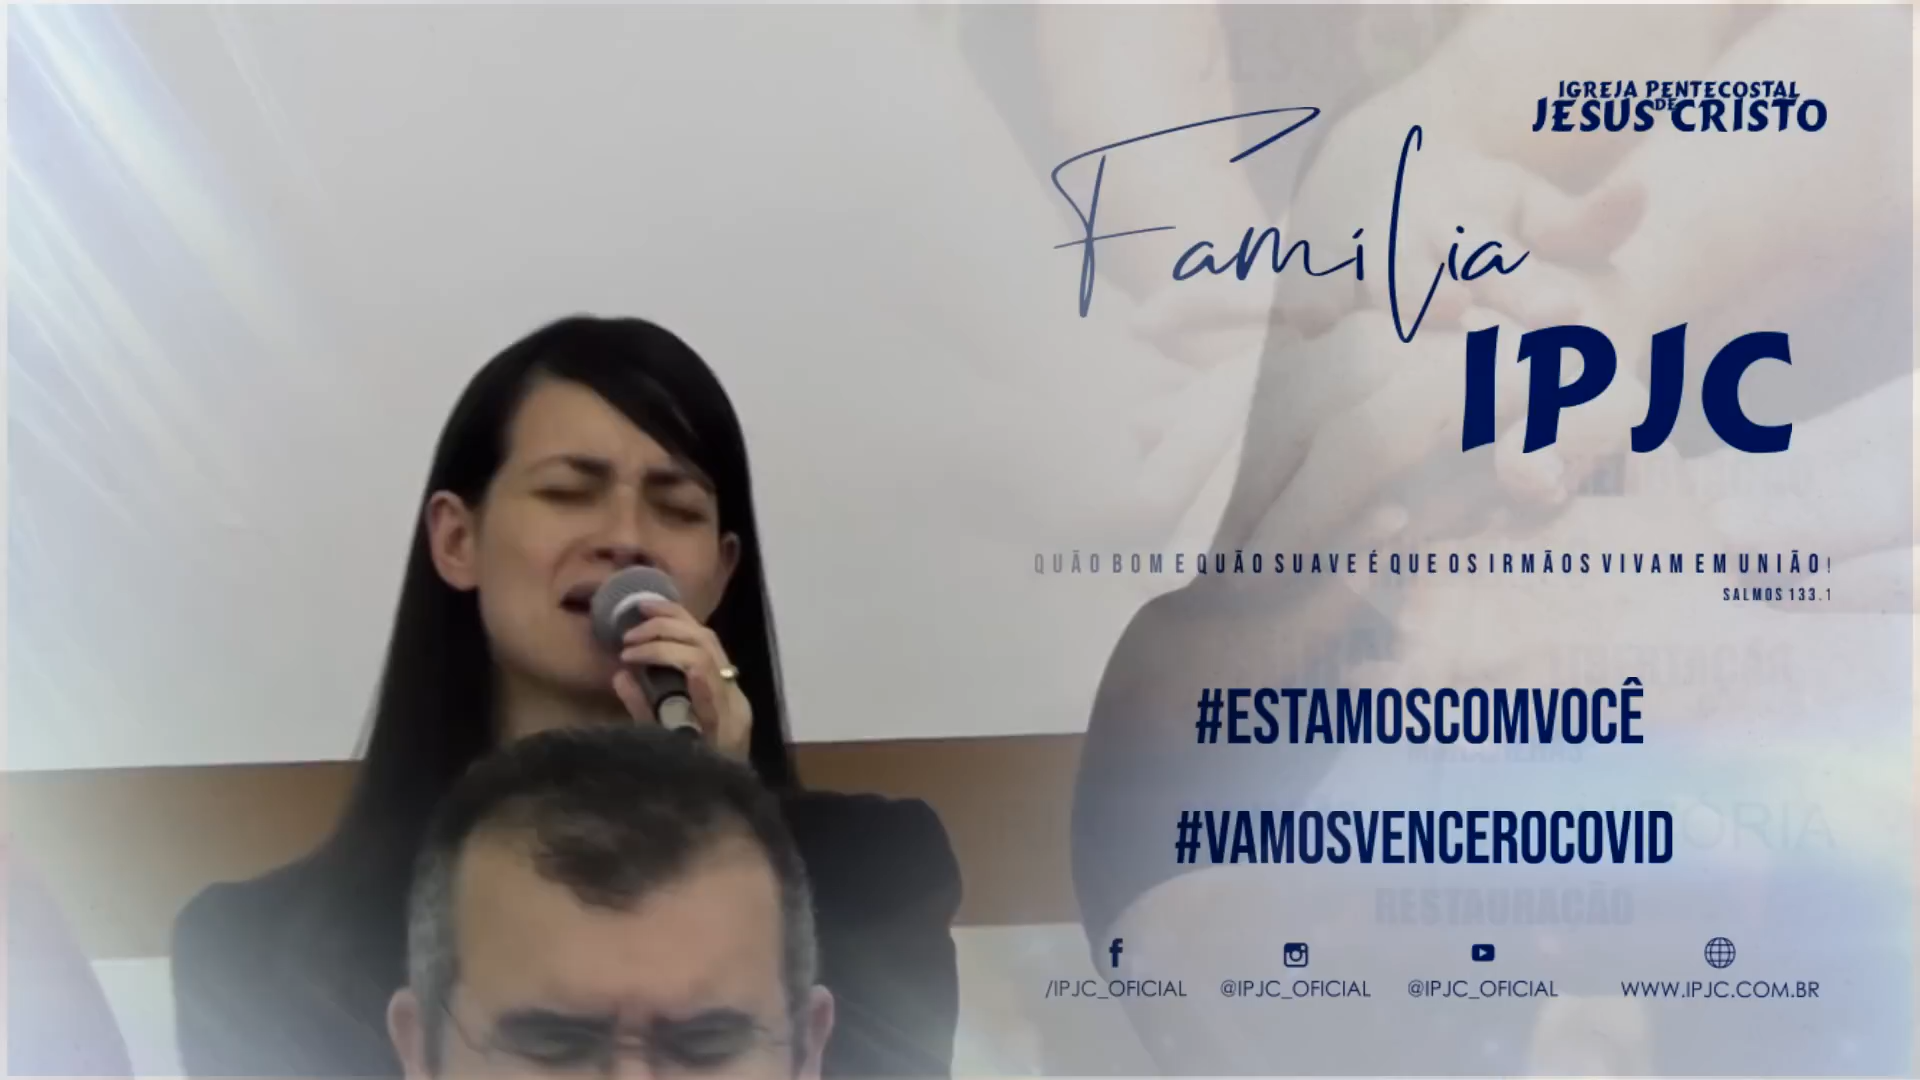 IGREJA PENTECOSTAL
DE
JESUS CRISTO
Família
IPJC
QUÃO BOM E QUÃO SUAVE É QUE OS IRMÃOS VIVAM EM UNIÃO!
SALMOS 133.1
#ESTAMOSCOMVOCÊ
#VAMOSVENCEROCOVID
RESTAURAÇÃO
/IPJC_OFICIAL @IPJC_OFICIAL @IPJC_OFICIAL WWW.IPJC.COM.BR